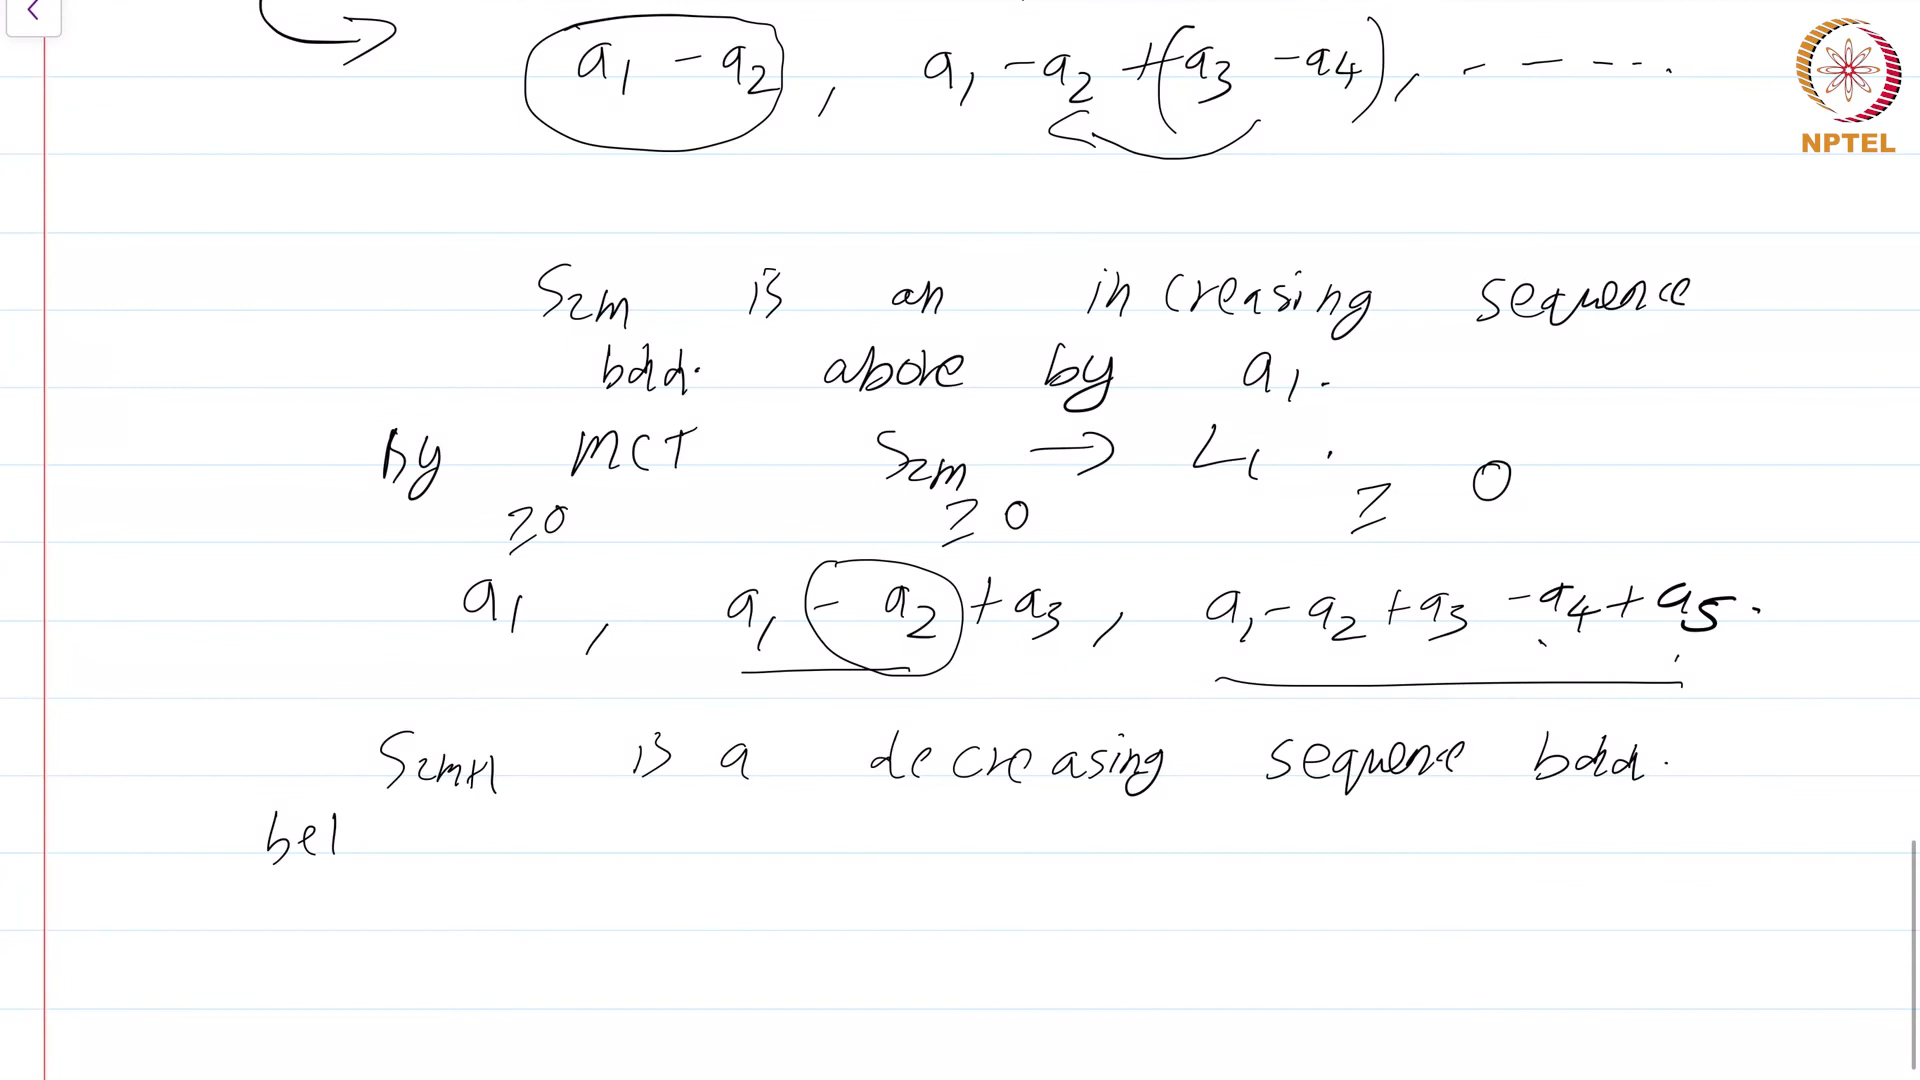 a₁ - a₂, a₁ - a₂ + (a₃ - a₄), - - - - - .
NPTEL
S₂ₘ is an increasing sequence
bdd. above by a₁.
By MCT S₂ₘ → L₁.
≥0 ≥0 ≥ 0
a₁, a₁ - a₂ + a₃, a₁ - a₂ + a₃ - a₄ + a₅.
S₂ₘ₊₁ is a decreasing sequence bdd.
bel